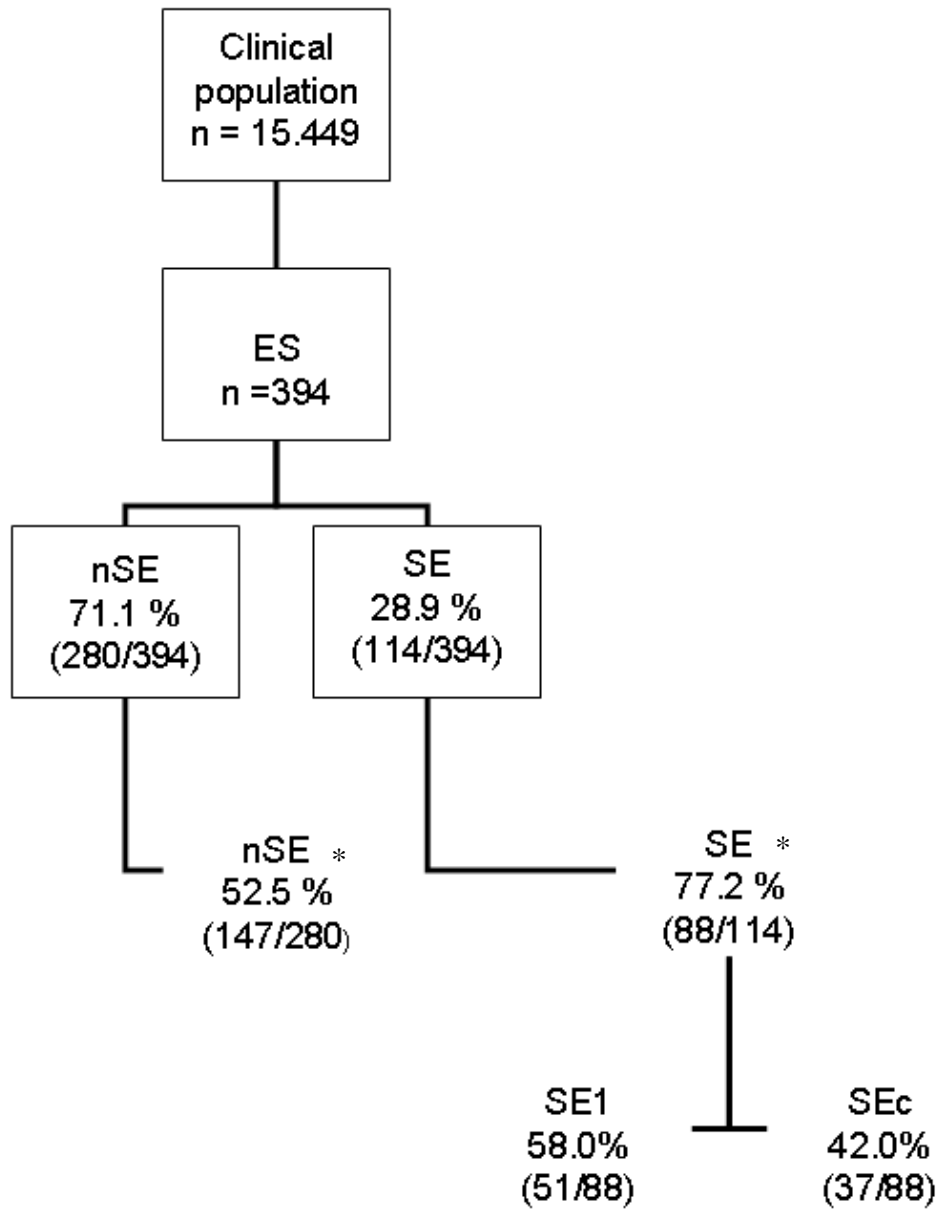 Clinical
population
n = 15.449
ES
n =394
nSE
71.1 %
(280/394)
SE
28.9 %
(114/394)
nSE *
52.5 %
(147/280)
SE *
77.2 %
(88/114)
SE1
58.0%
(51/88)
SEc
42.0%
(37/88)